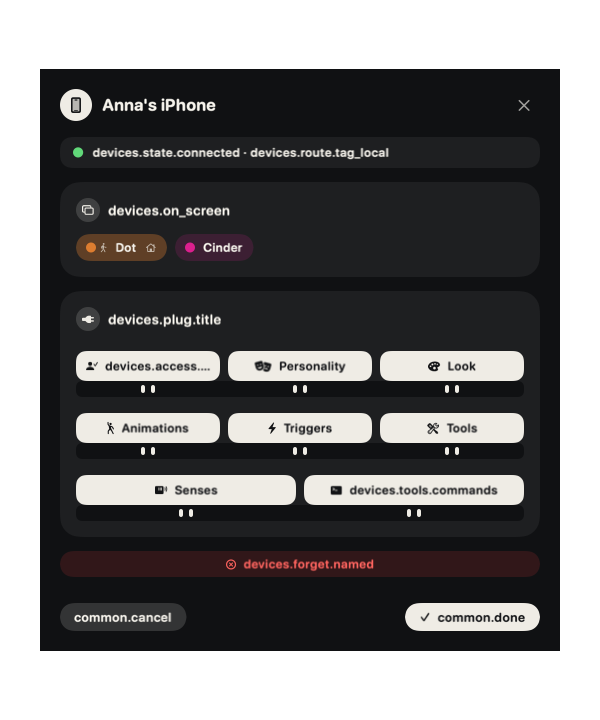 Anna's iPhone
devices.state.connected · devices.route.tag_local
devices.on_screen
Dot Cinder
devices.plug.title
devices.access.... Personality Look
Animations Triggers Tools
Senses devices.tools.commands
devices.forget.named
common.cancel common.done